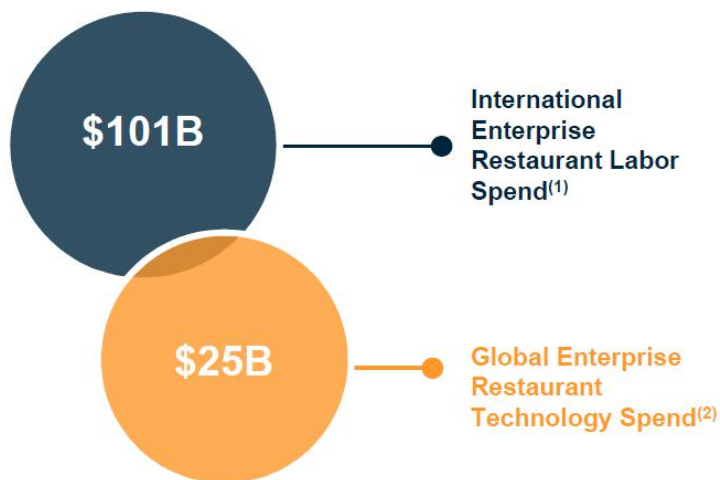 $101B
International
Enterprise
Restaurant Labor
Spend(1)
$25B
Global Enterprise
Restaurant
Technology Spend(2)